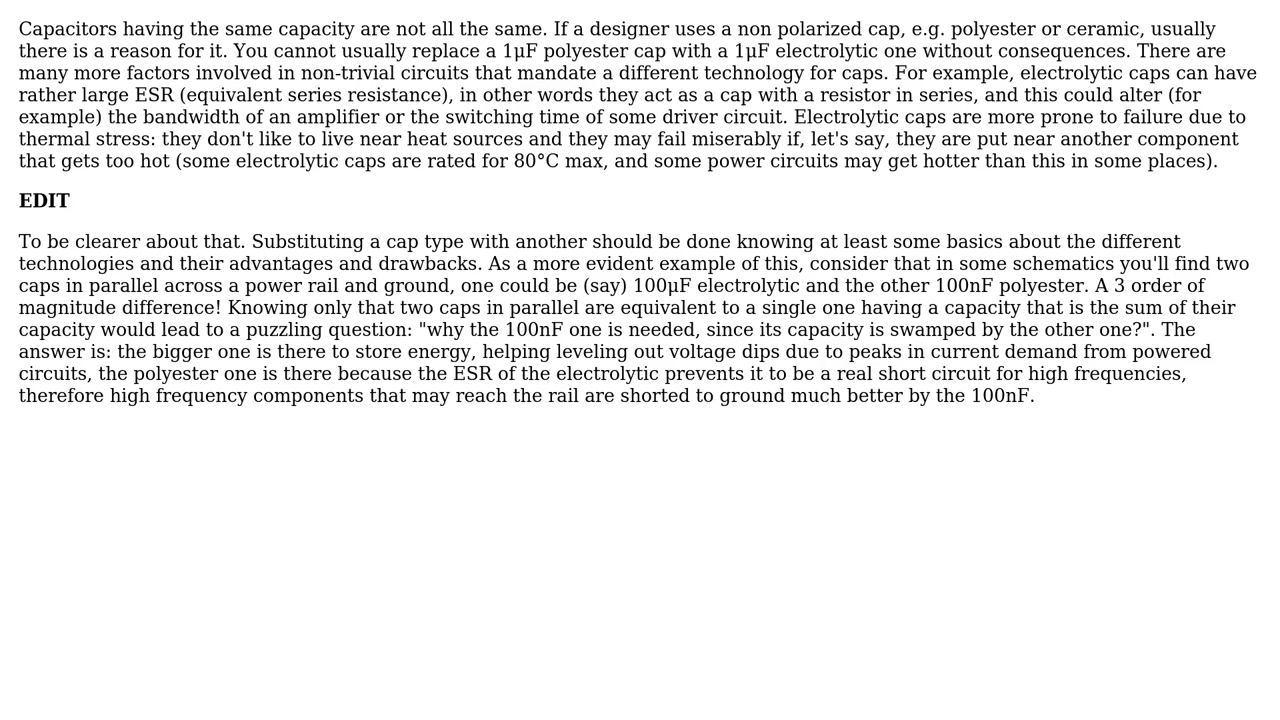 Capacitors having the same capacity are not all the same. If a designer uses a non polarized cap, e.g. polyester or ceramic, usually
there is a reason for it. You cannot usually replace a 1µF polyester cap with a 1µF electrolytic one without consequences. There are
many more factors involved in non-trivial circuits that mandate a different technology for caps. For example, electrolytic caps can have
rather large ESR (equivalent series resistance), in other words they act as a cap with a resistor in series, and this could alter (for
example) the bandwidth of an amplifier or the switching time of some driver circuit. Electrolytic caps are more prone to failure due to
thermal stress: they don't like to live near heat sources and they may fail miserably if, let's say, they are put near another component
that gets too hot (some electrolytic caps are rated for 80°C max, and some power circuits may get hotter than this in some places).
EDIT
To be clearer about that. Substituting a cap type with another should be done knowing at least some basics about the different
technologies and their advantages and drawbacks. As a more evident example of this, consider that in some schematics you'll find two
caps in parallel across a power rail and ground, one could be (say) 100µF electrolytic and the other 100nF polyester. A 3 order of
magnitude difference! Knowing only that two caps in parallel are equivalent to a single one having a capacity that is the sum of their
capacity would lead to a puzzling question: "why the 100nF one is needed, since its capacity is swamped by the other one?". The
answer is: the bigger one is there to store energy, helping leveling out voltage dips due to peaks in current demand from powered
circuits, the polyester one is there because the ESR of the electrolytic prevents it to be a real short circuit for high frequencies,
therefore high frequency components that may reach the rail are shorted to ground much better by the 100nF.